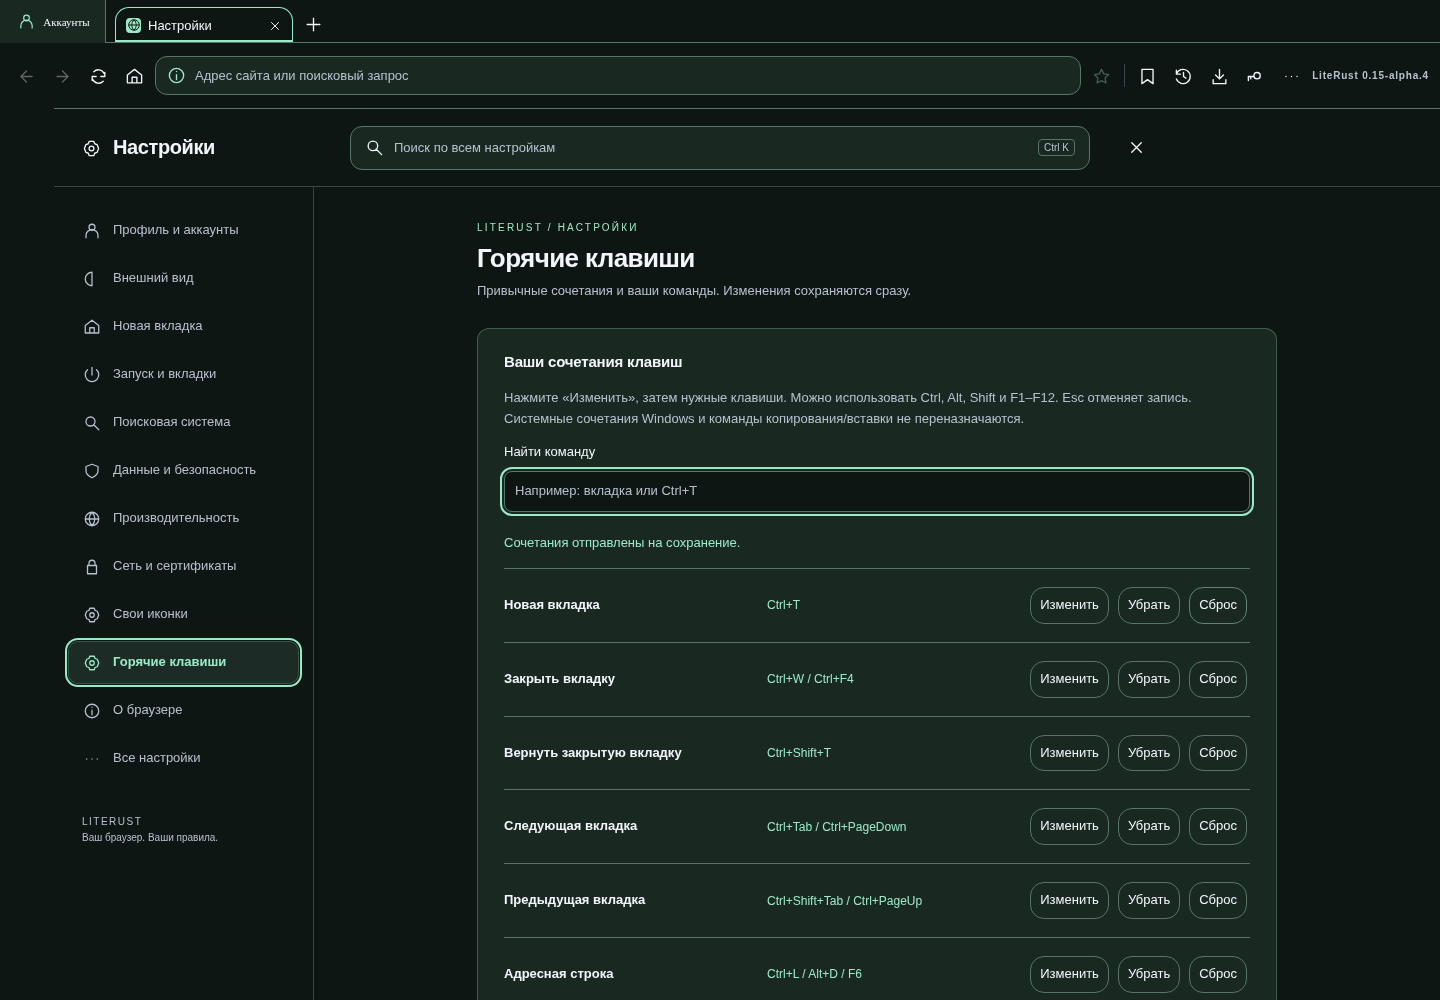 Аккаунты
Настройки
Адрес сайта или поисковый запрос
LiteRust 0.15-alpha.4
Настройки
Поиск по всем настройкам
Ctrl K
Профиль и аккаунты
Внешний вид
Новая вкладка
Запуск и вкладки
Поисковая система
Данные и безопасность
Производительность
Сеть и сертификаты
Свои иконки
Горячие клавиши
О браузере
Все настройки
LITERUST
Ваш браузер. Ваши правила.
LITERUST / НАСТРОЙКИ
Горячие клавиши
Привычные сочетания и ваши команды. Изменения сохраняются сразу.
Ваши сочетания клавиш
Нажмите «Изменить», затем нужные клавиши. Можно использовать Ctrl, Alt, Shift и F1–F12. Esc отменяет запись.
Системные сочетания Windows и команды копирования/вставки не переназначаются.
Найти команду
Например: вкладка или Ctrl+T
Сочетания отправлены на сохранение.
Новая вкладка Ctrl+T Изменить Убрать Сброс
Закрыть вкладку Ctrl+W / Ctrl+F4 Изменить Убрать Сброс
Вернуть закрытую вкладку Ctrl+Shift+T Изменить Убрать Сброс
Следующая вкладка Ctrl+Tab / Ctrl+PageDown Изменить Убрать Сброс
Предыдущая вкладка Ctrl+Shift+Tab / Ctrl+PageUp Изменить Убрать Сброс
Адресная строка Ctrl+L / Alt+D / F6 Изменить Убрать Сброс